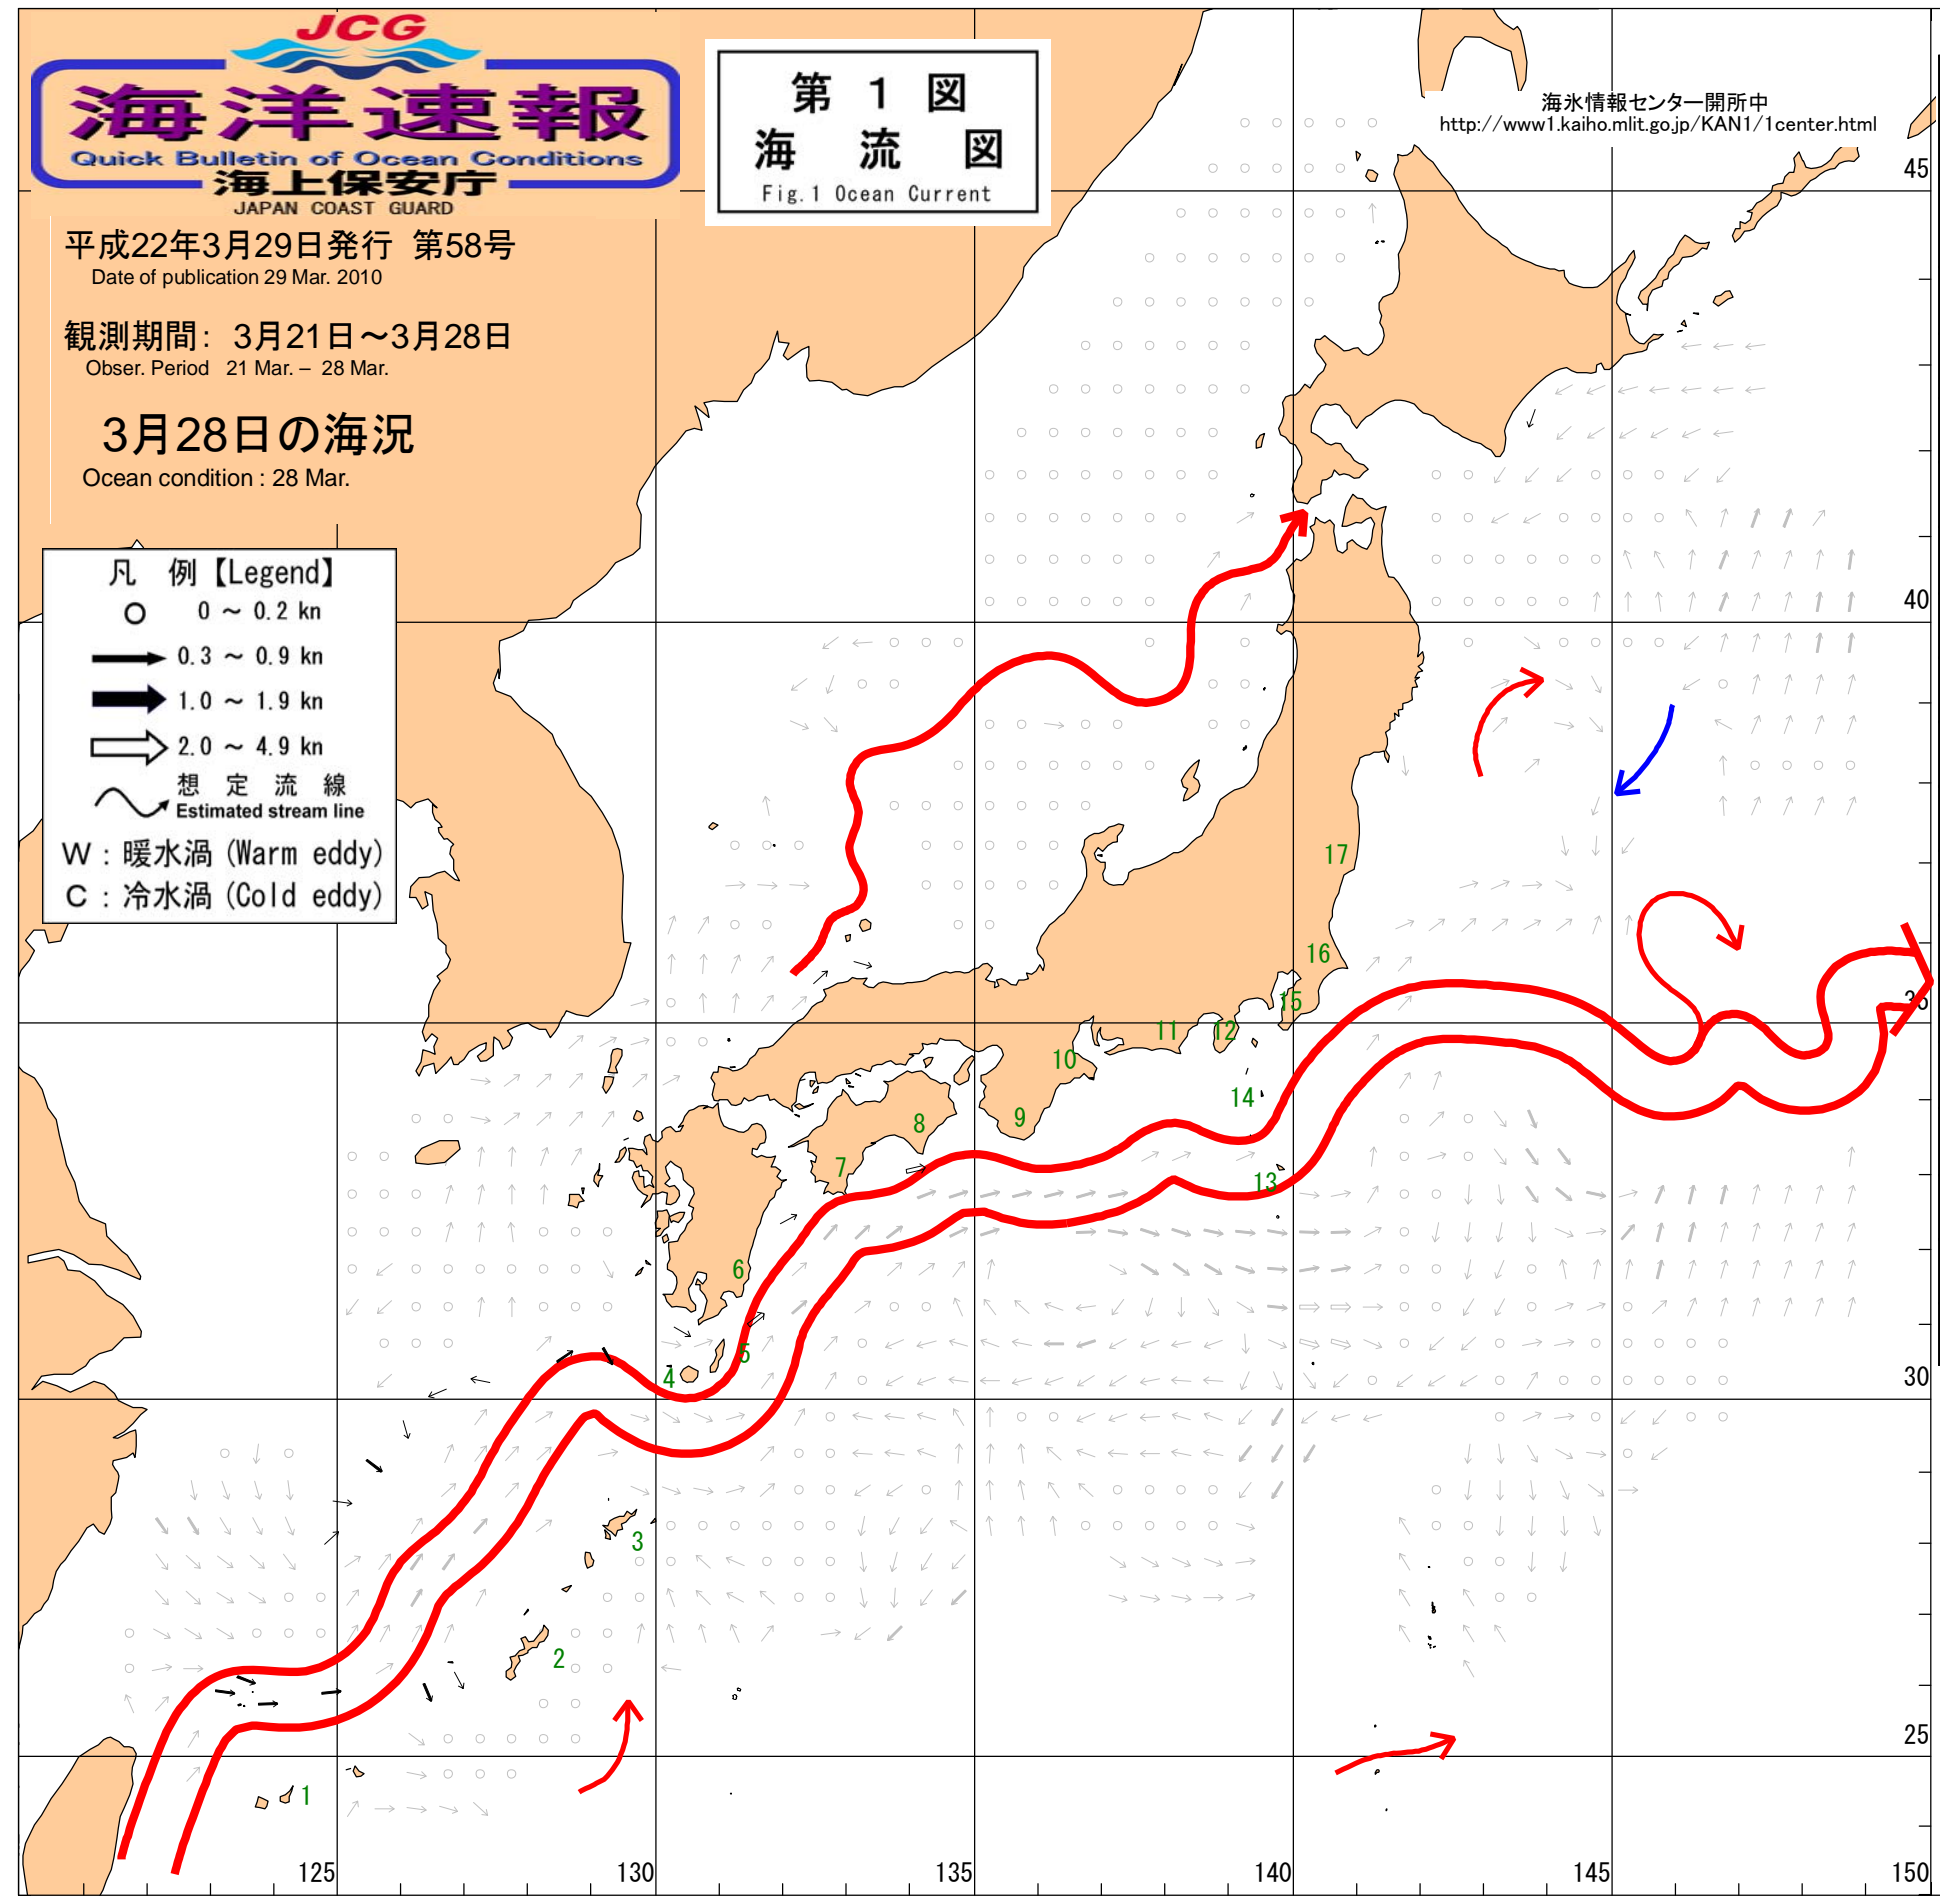 JCG
海洋速報
Quick Bulletin of Ocean Conditions
海上保安庁
JAPAN COAST GUARD
第 1 図
海 流 図
Fig.1 Ocean Current
海氷情報センター開所中
http://www1.kaiho.mlit.go.jp/KAN1/1center.html
平成22年3月29日発行 第58号
Date of publication 29 Mar. 2010
観測期間: 3月21日～3月28日
Obser. Period 21 Mar. – 28 Mar.
3月28日の海況
Ocean condition : 28 Mar.
凡 例【Legend】
0 ～ 0.2 kn
0.3 ～ 0.9 kn
1.0 ～ 1.9 kn
2.0 ～ 4.9 kn
想 定 流 線
Estimated stream line
W : 暖水渦 (Warm eddy)
C : 冷水渦 (Cold eddy)
45
40
35
30
25
17
16
15
11
12
10
14
9
8
7
13
6
5
4
3
2
1
125
130
135
140
145
150